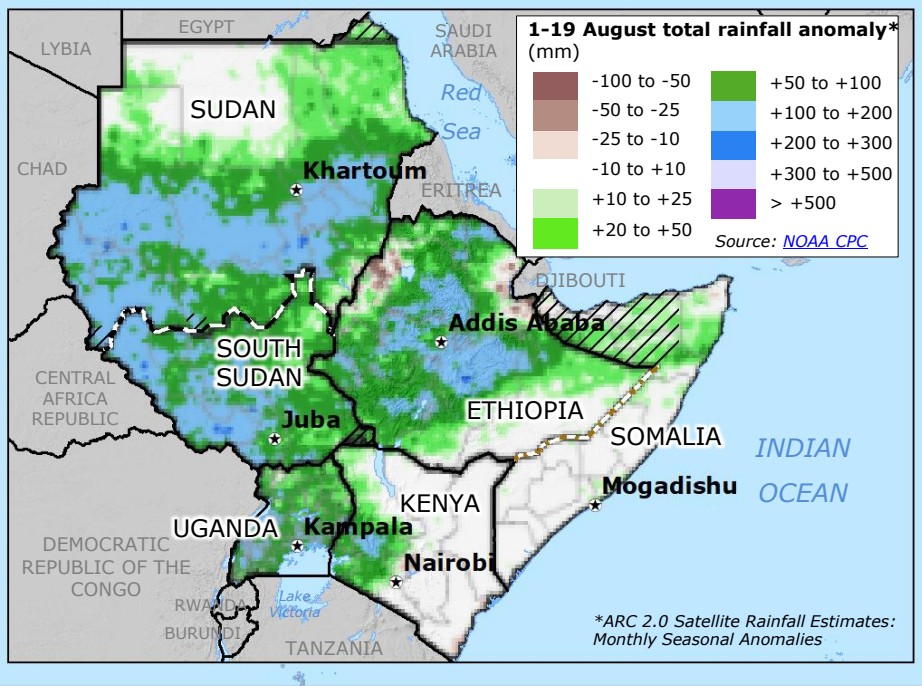 EGYPT
LYBIA
SAUDI
ARABIA
1-19 August total rainfall anomaly*
(mm)
-100 to -50
-50 to -25
-25 to -10
-10 to +10
+10 to +25
+20 to +50
+50 to +100
+100 to +200
+200 to +300
+300 to +500
> +500
Source: NOAA CPC
Red
Sea
SUDAN
CHAD
Khartoum
ERITREA
DJIBOUTI
Addis Ababa
SOUTH
SUDAN
CENTRAL
AFRICA
REPUBLIC
Juba
ETHIOPIA
SOMALIA
INDIAN
OCEAN
Mogadishu
KENYA
UGANDA
Kampala
Nairobi
DEMOCRATIC
REPUBLIC OF THE
CONGO
RWANDA
Lake
Victoria
BURUNDI
TANZANIA
*ARC 2.0 Satellite Rainfall Estimates:
Monthly Seasonal Anomalies